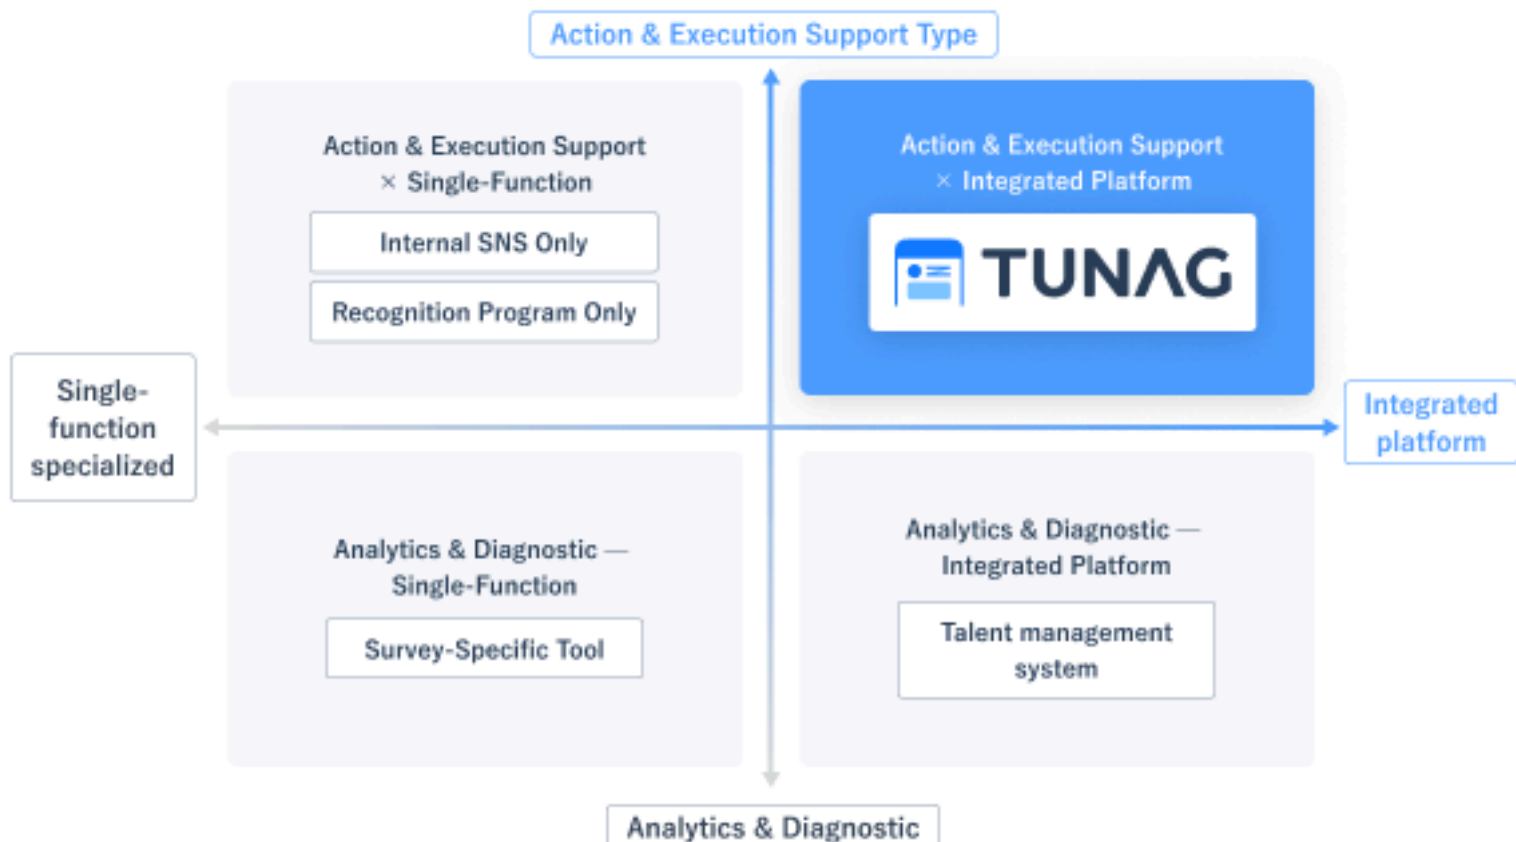 Action & Execution Support Type
Action & Execution Support
× Single-Function
Internal SNS Only
Recognition Program Only
Action & Execution Support
× Integrated Platform
TUNAG
Single-
function
specialized
Integrated
platform
Analytics & Diagnostic —
Single-Function
Survey-Specific Tool
Analytics & Diagnostic —
Integrated Platform
Talent management
system
Analytics & Diagnostic